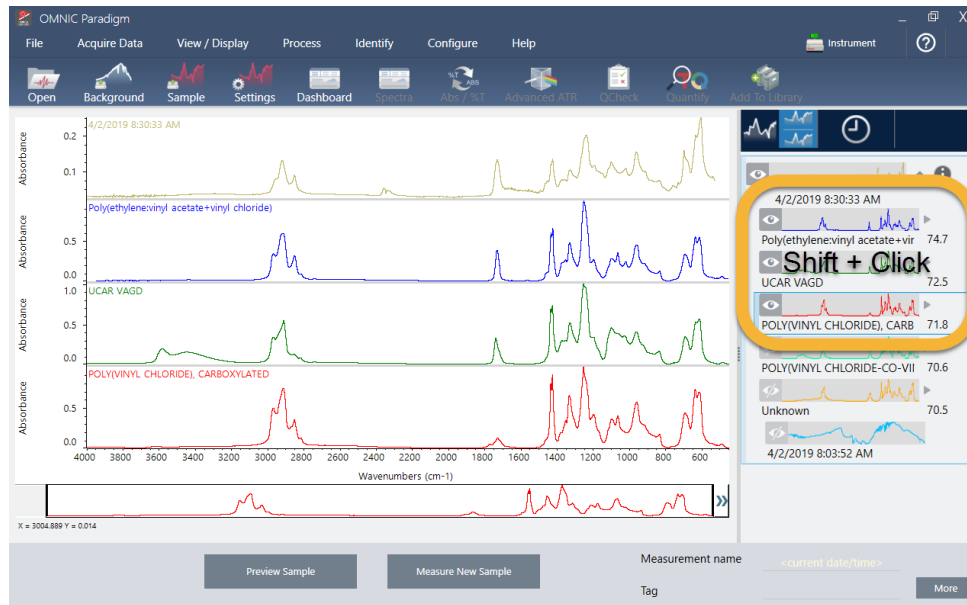 OMNIC Paradigm
File Acquire Data View / Display Process Identify Configure Help Instrument
%T ABS
Open Background Sample Settings Dashboard Spectra Abs / %T Advanced ATR QCheck Quantify Add To Library
4/2/2019 8:30:33 AM
Absorbance
0.2
0.1
Poly(ethylene:vinyl acetate+vinyl chloride)
Absorbance
0.5
0.0
UCAR VAGD
Absorbance
1.0
0.5
0.0
POLY(VINYL CHLORIDE), CARBOXYLATED
Absorbance
0.5
0.0
4000 3800 3600 3400 3200 3000 2800 2600 2400 2200 2000 1800 1600 1400 1200 1000 800 600
Wavenumbers (cm-1)
X = 3004.889 Y = 0.014
4/2/2019 8:30:33 AM
Poly(ethylene:vinyl acetate+vir 74.7
Shift + Click
UCAR VAGD 72.5
POLY(VINYL CHLORIDE), CARB 71.8
POLY(VINYL CHLORIDE-CO-VII 70.6
Unknown 70.5
4/2/2019 8:03:52 AM
Preview Sample Measure New Sample
Measurement name <current date/time>
Tag
More